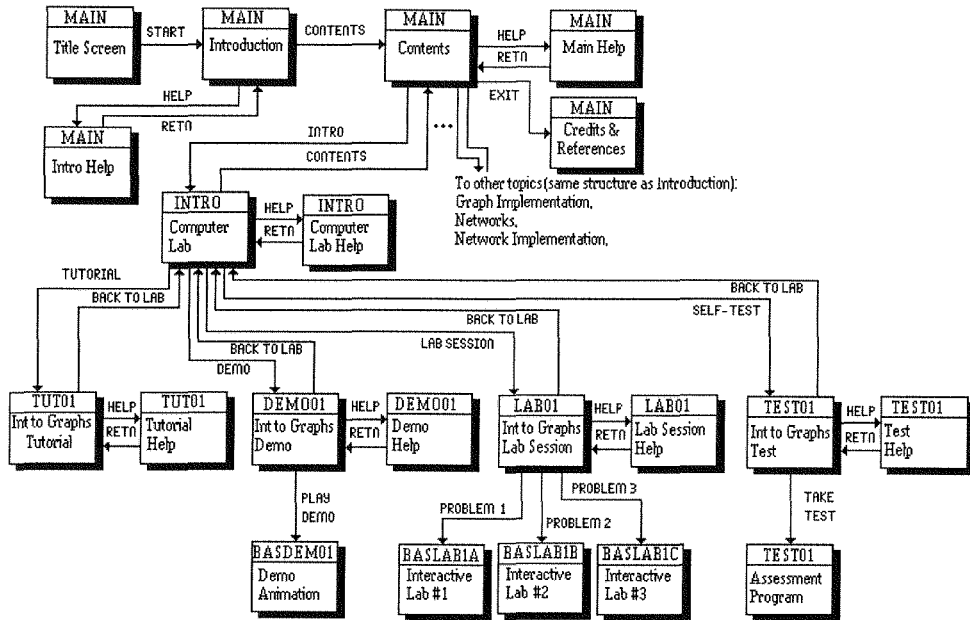 MAIN
Title Screen
START
MAIN
Introduction
CONTENTS
MAIN
Contents
HELP
RETN
MAIN
Main Help
EXIT
MAIN
Credits &
References
HELP
RETN
MAIN
Intro Help
...
INTRO
CONTENTS
To other topics(same structure as Introduction):
Graph Implementation,
Networks,
Network Implementation,
INTRO
Computer
Lab
HELP
RETN
INTRO
Computer
Lab Help
TUTORIAL
BACK TO LAB
BACK TO LAB
DEMO
BACK TO LAB
LAB SESSION
BACK TO LAB
SELF-TEST
TUT01
Int to Graphs
Tutorial
HELP
RETN
TUT01
Tutorial
Help
DEMO01
Int to Graphs
Demo
HELP
RETN
DEMO01
Demo
Help
LAB01
Int to Graphs
Lab Session
HELP
RETN
LAB01
Lab Session
Help
TEST01
Int to Graphs
Test
HELP
RETN
TEST01
Test
Help
PLAY
DEMO
PROBLEM 1
PROBLEM 2
PROBLEM 3
TAKE
TEST
BASDEM01
Demo
Animation
BASLAB1A
Interactive
Lab #1
BASLAB1B
Interactive
Lab #2
BASLAB1C
Interactive
Lab #3
TEST01
Assessment
Program